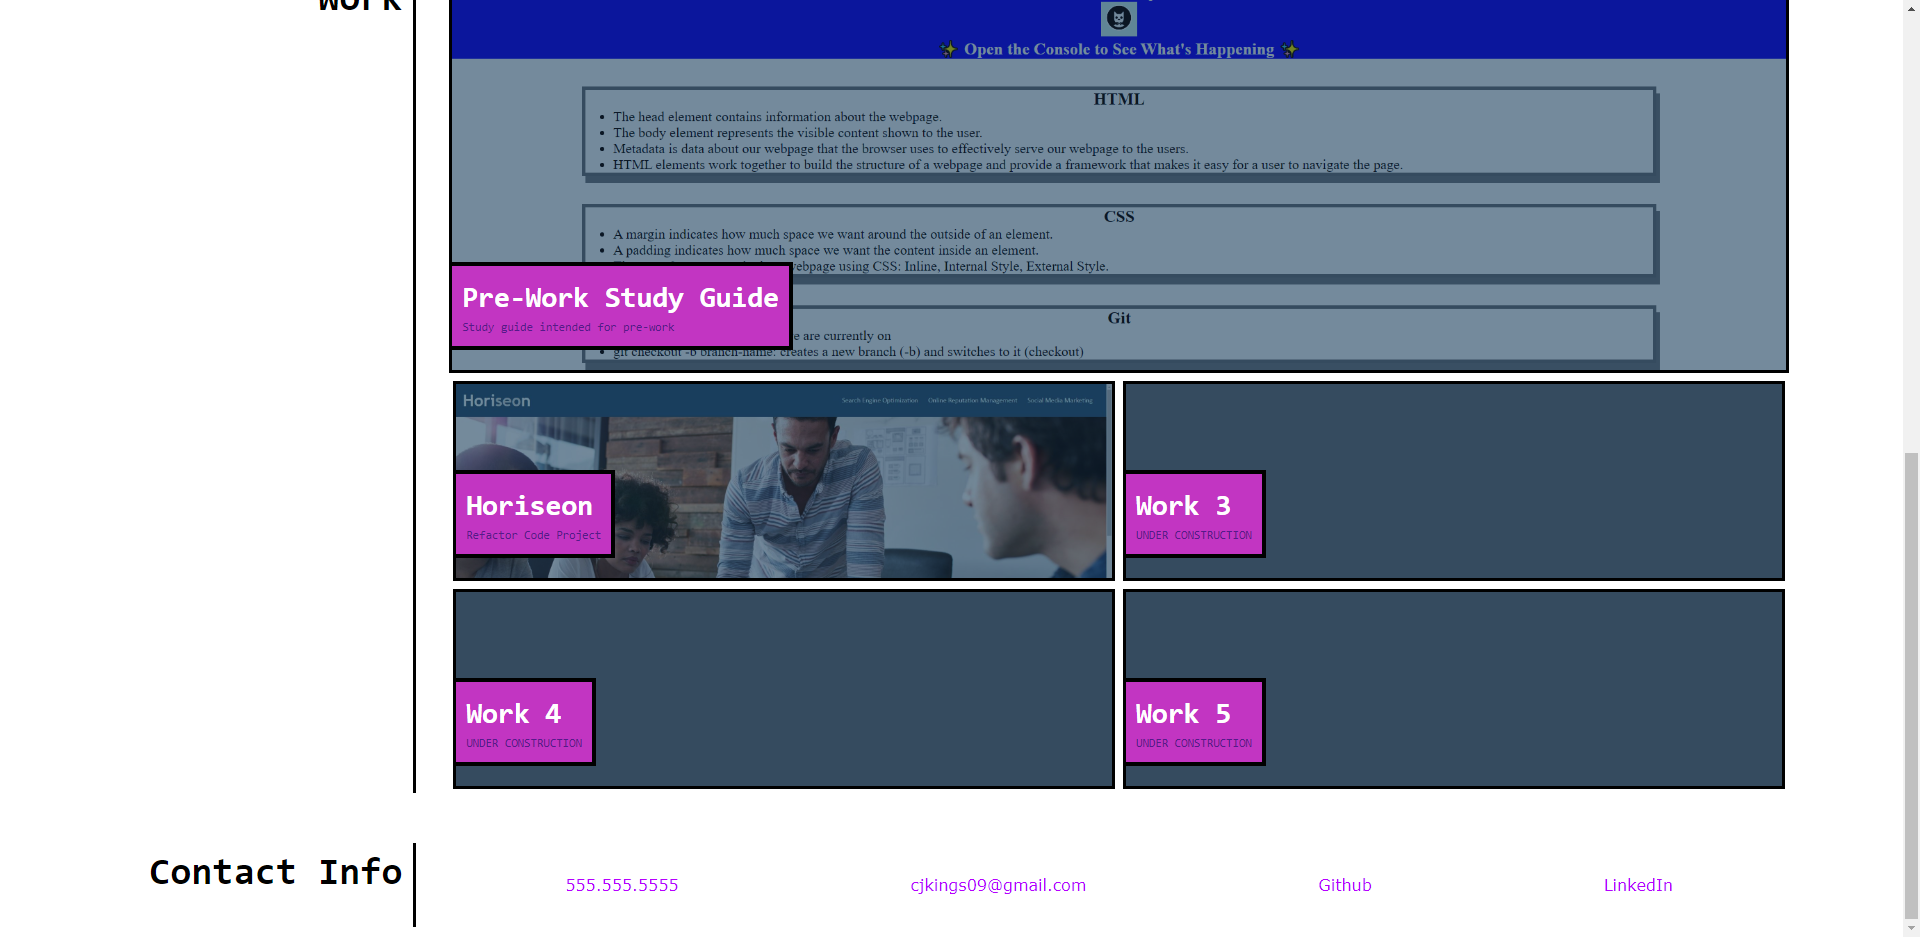 Work
✨ Open the Console to See What's Happening ✨
HTML
• The head element contains information about the webpage.
• The body element represents the visible content shown to the user.
• Metadata is data about our webpage that the browser uses to effectively serve our webpage to the users.
• HTML elements work together to build the structure of a webpage and provide a framework that makes it easy for a user to navigate the page.
CSS
• A margin indicates how much space we want around the outside of an element.
• A padding indicates how much space we want the content inside an element.
webpage using CSS: Inline, Internal Style, External Style.
Pre-Work Study Guide
Study guide intended for pre-work
Git
are currently on
• git checkout -b branch-name: creates a new branch (-b) and switches to it (checkout)
Horiseon
Search Engine Optimization Online Reputation Management Social Media Marketing
Horiseon
Refactor Code Project
Work 3
UNDER CONSTRUCTION
Work 4
UNDER CONSTRUCTION
Work 5
UNDER CONSTRUCTION
Contact Info
555.555.5555
cjkings09@gmail.com
Github
LinkedIn